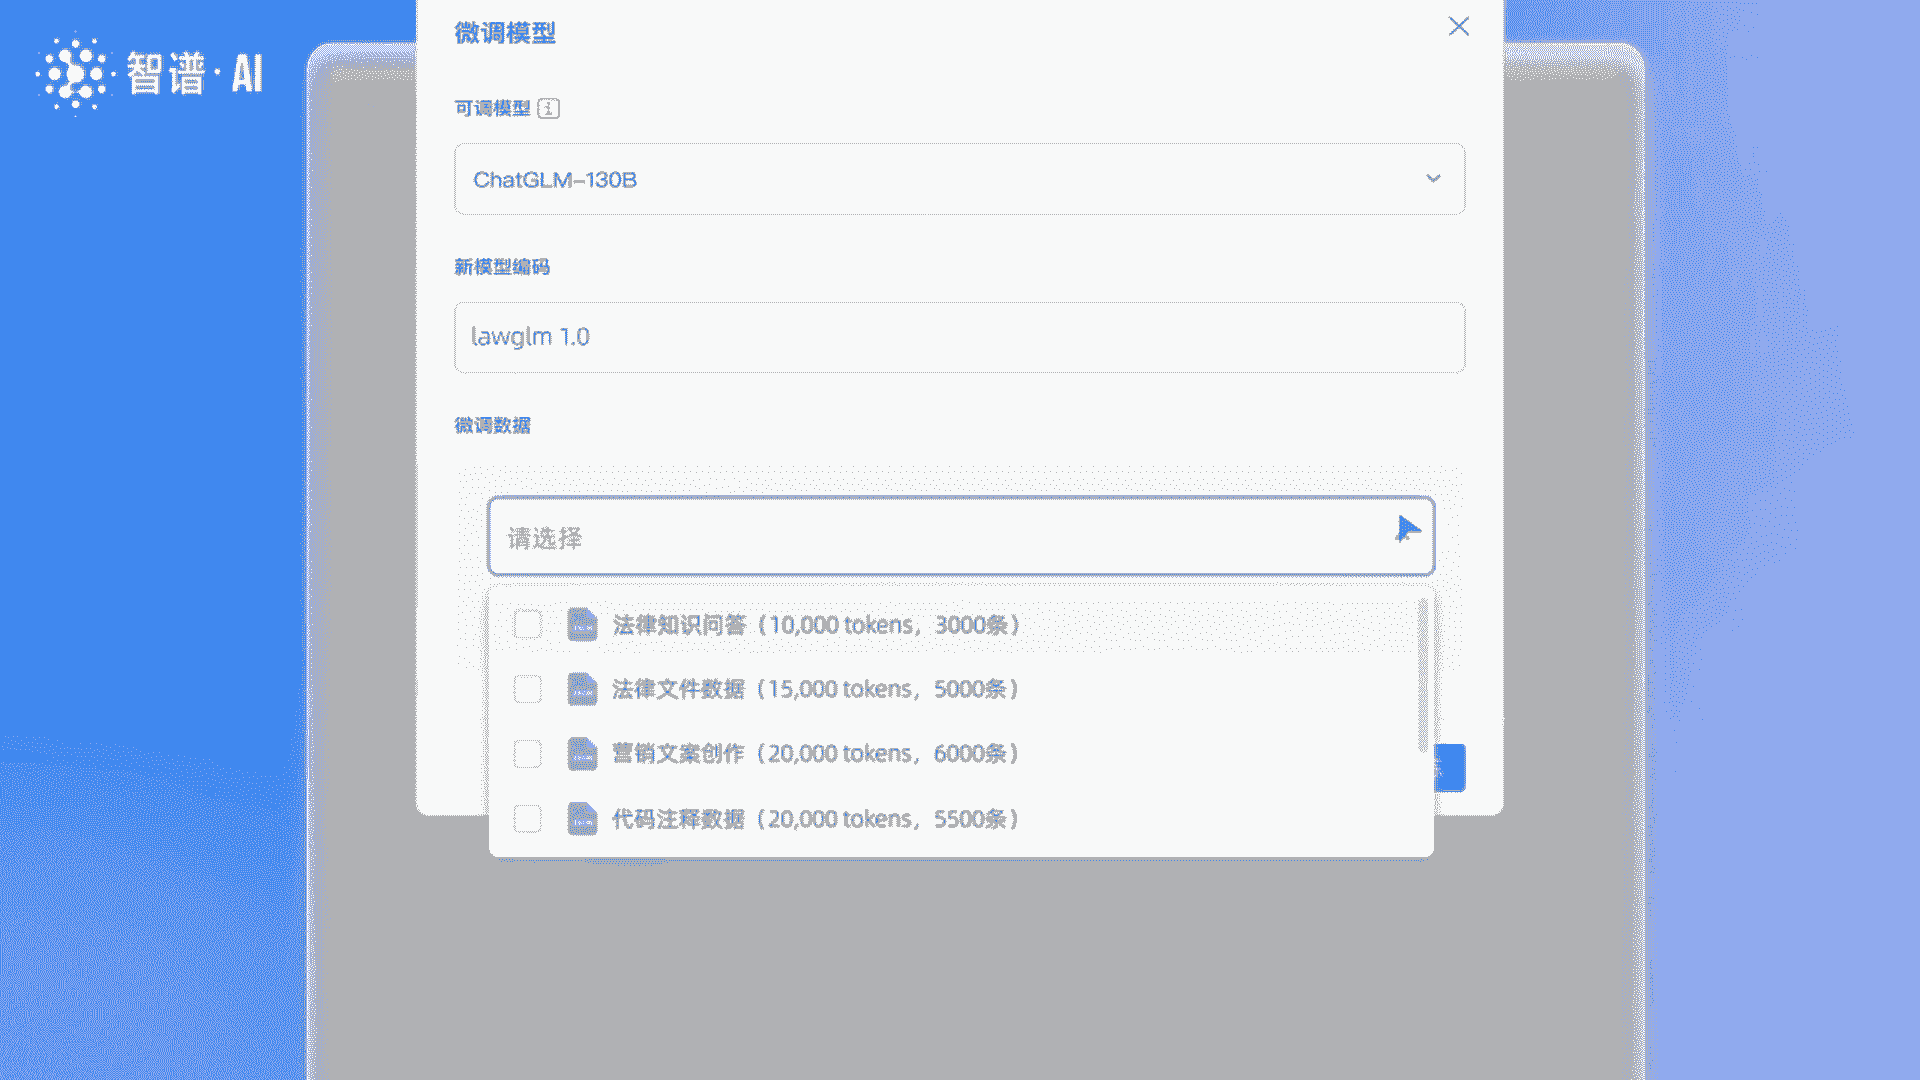 智谱·AI
微调模型
可调模型
ChatGLM-130B
新模型编码
lawglm 1.0
微调数据
请选择
法律知识问答（10,000 tokens，3000条）
法律文件数据（15,000 tokens，5000条）
营销文案创作（20,000 tokens，6000条）
代码注释数据（20,000 tokens，5500条）